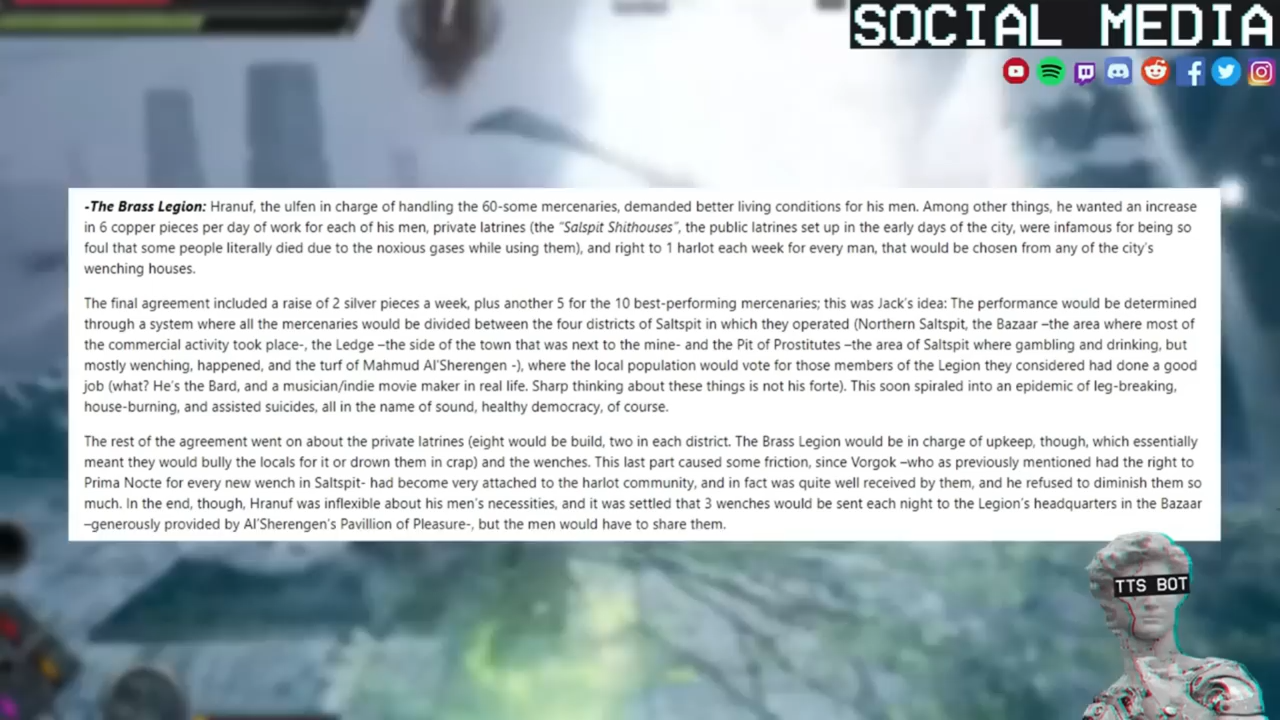 SOCIAL MEDIA
-The Brass Legion: Hranuf, the ulfen in charge of handling the 60-some mercenaries, demanded better living conditions for his men. Among other things, he wanted an increase
in 6 copper pieces per day of work for each of his men, private latrines (the “Salspit Shithouses”, the public latrines set up in the early days of the city, were infamous for being so
foul that some people literally died due to the noxious gases while using them), and right to 1 harlot each week for every man, that would be chosen from any of the city's
wenching houses.
The final agreement included a raise of 2 silver pieces a week, plus another 5 for the 10 best-performing mercenaries; this was Jack's idea: The performance would be determined
through a system where all the mercenaries would be divided between the four districts of Saltspit in which they operated (Northern Saltspit, the Bazaar –the area where most of
the commercial activity took place-, the Ledge –the side of the town that was next to the mine- and the Pit of Prostitutes –the area of Saltspit where gambling and drinking, but
mostly wenching, happened, and the turf of Mahmud Al'Sherengen -), where the local population would vote for those members of the Legion they considered had done a good
job (what? He's the Bard, and a musician/indie movie maker in real life. Sharp thinking about these things is not his forte). This soon spiraled into an epidemic of leg-breaking,
house-burning, and assisted suicides, all in the name of sound, healthy democracy, of course.
The rest of the agreement went on about the private latrines (eight would be build, two in each district. The Brass Legion would be in charge of upkeep, though, which essentially
meant they would bully the locals for it or drown them in crap) and the wenches. This last part caused some friction, since Vorgok –who as previously mentioned had the right to
Prima Nocte for every new wench in Saltspit- had become very attached to the harlot community, and in fact was quite well received by them, and he refused to diminish them so
much. In the end, though, Hranuf was inflexible about his men's necessities, and it was settled that 3 wenches would be sent each night to the Legion's headquarters in the Bazaar
–generously provided by Al'Sherengen's Pavillion of Pleasure-, but the men would have to share them.
TTS BOT